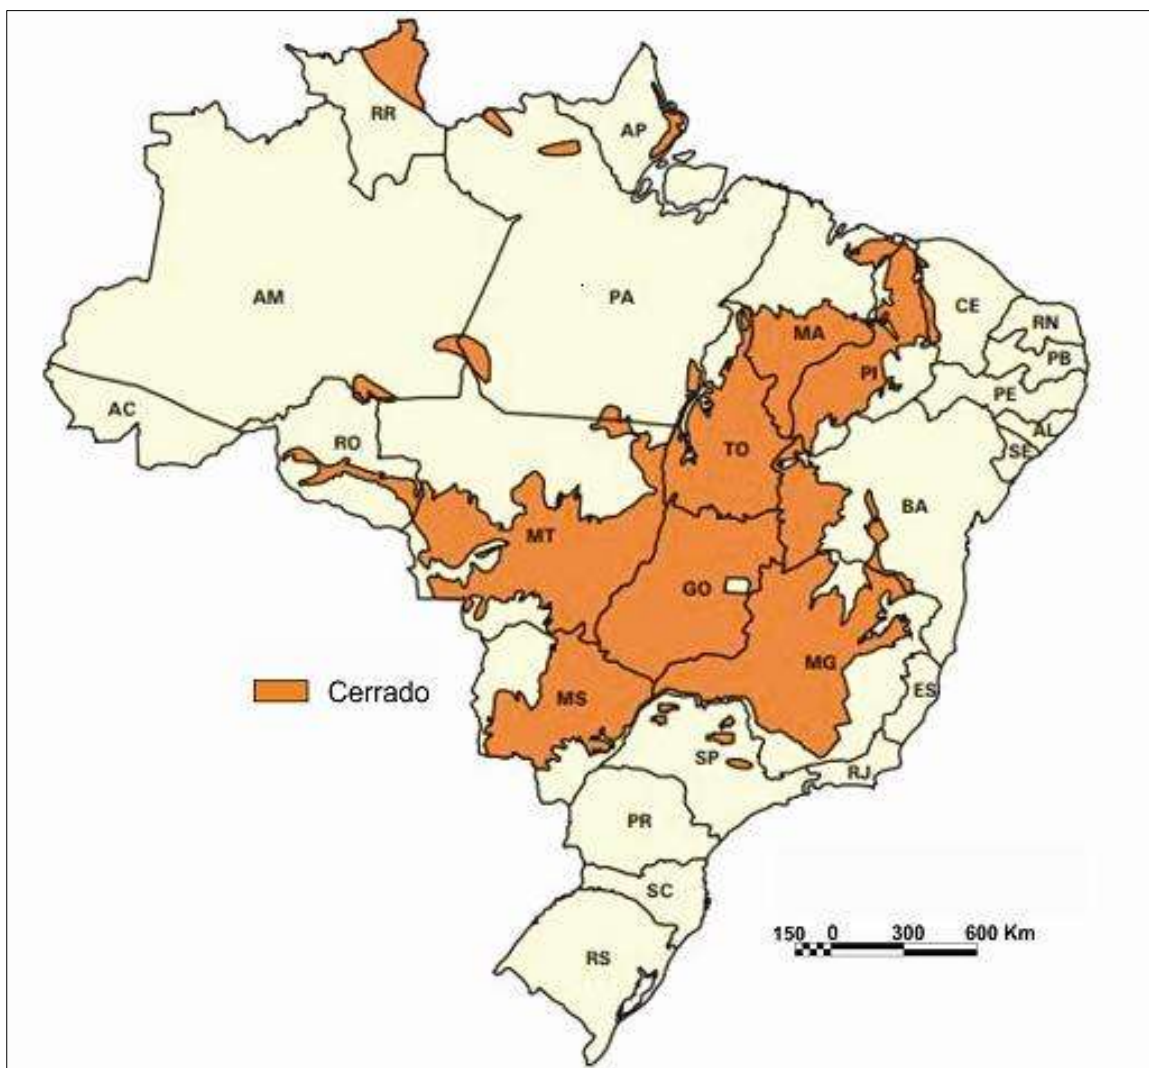 RR
AP
AM
PA
MA
CE
RN
PB
PI
PE
AC
AL
RO
TO
SE
BA
MT
GO
MG
ES
MS
Cerrado
SP
RJ
PR
SC
150 0 300 600 Km
RS